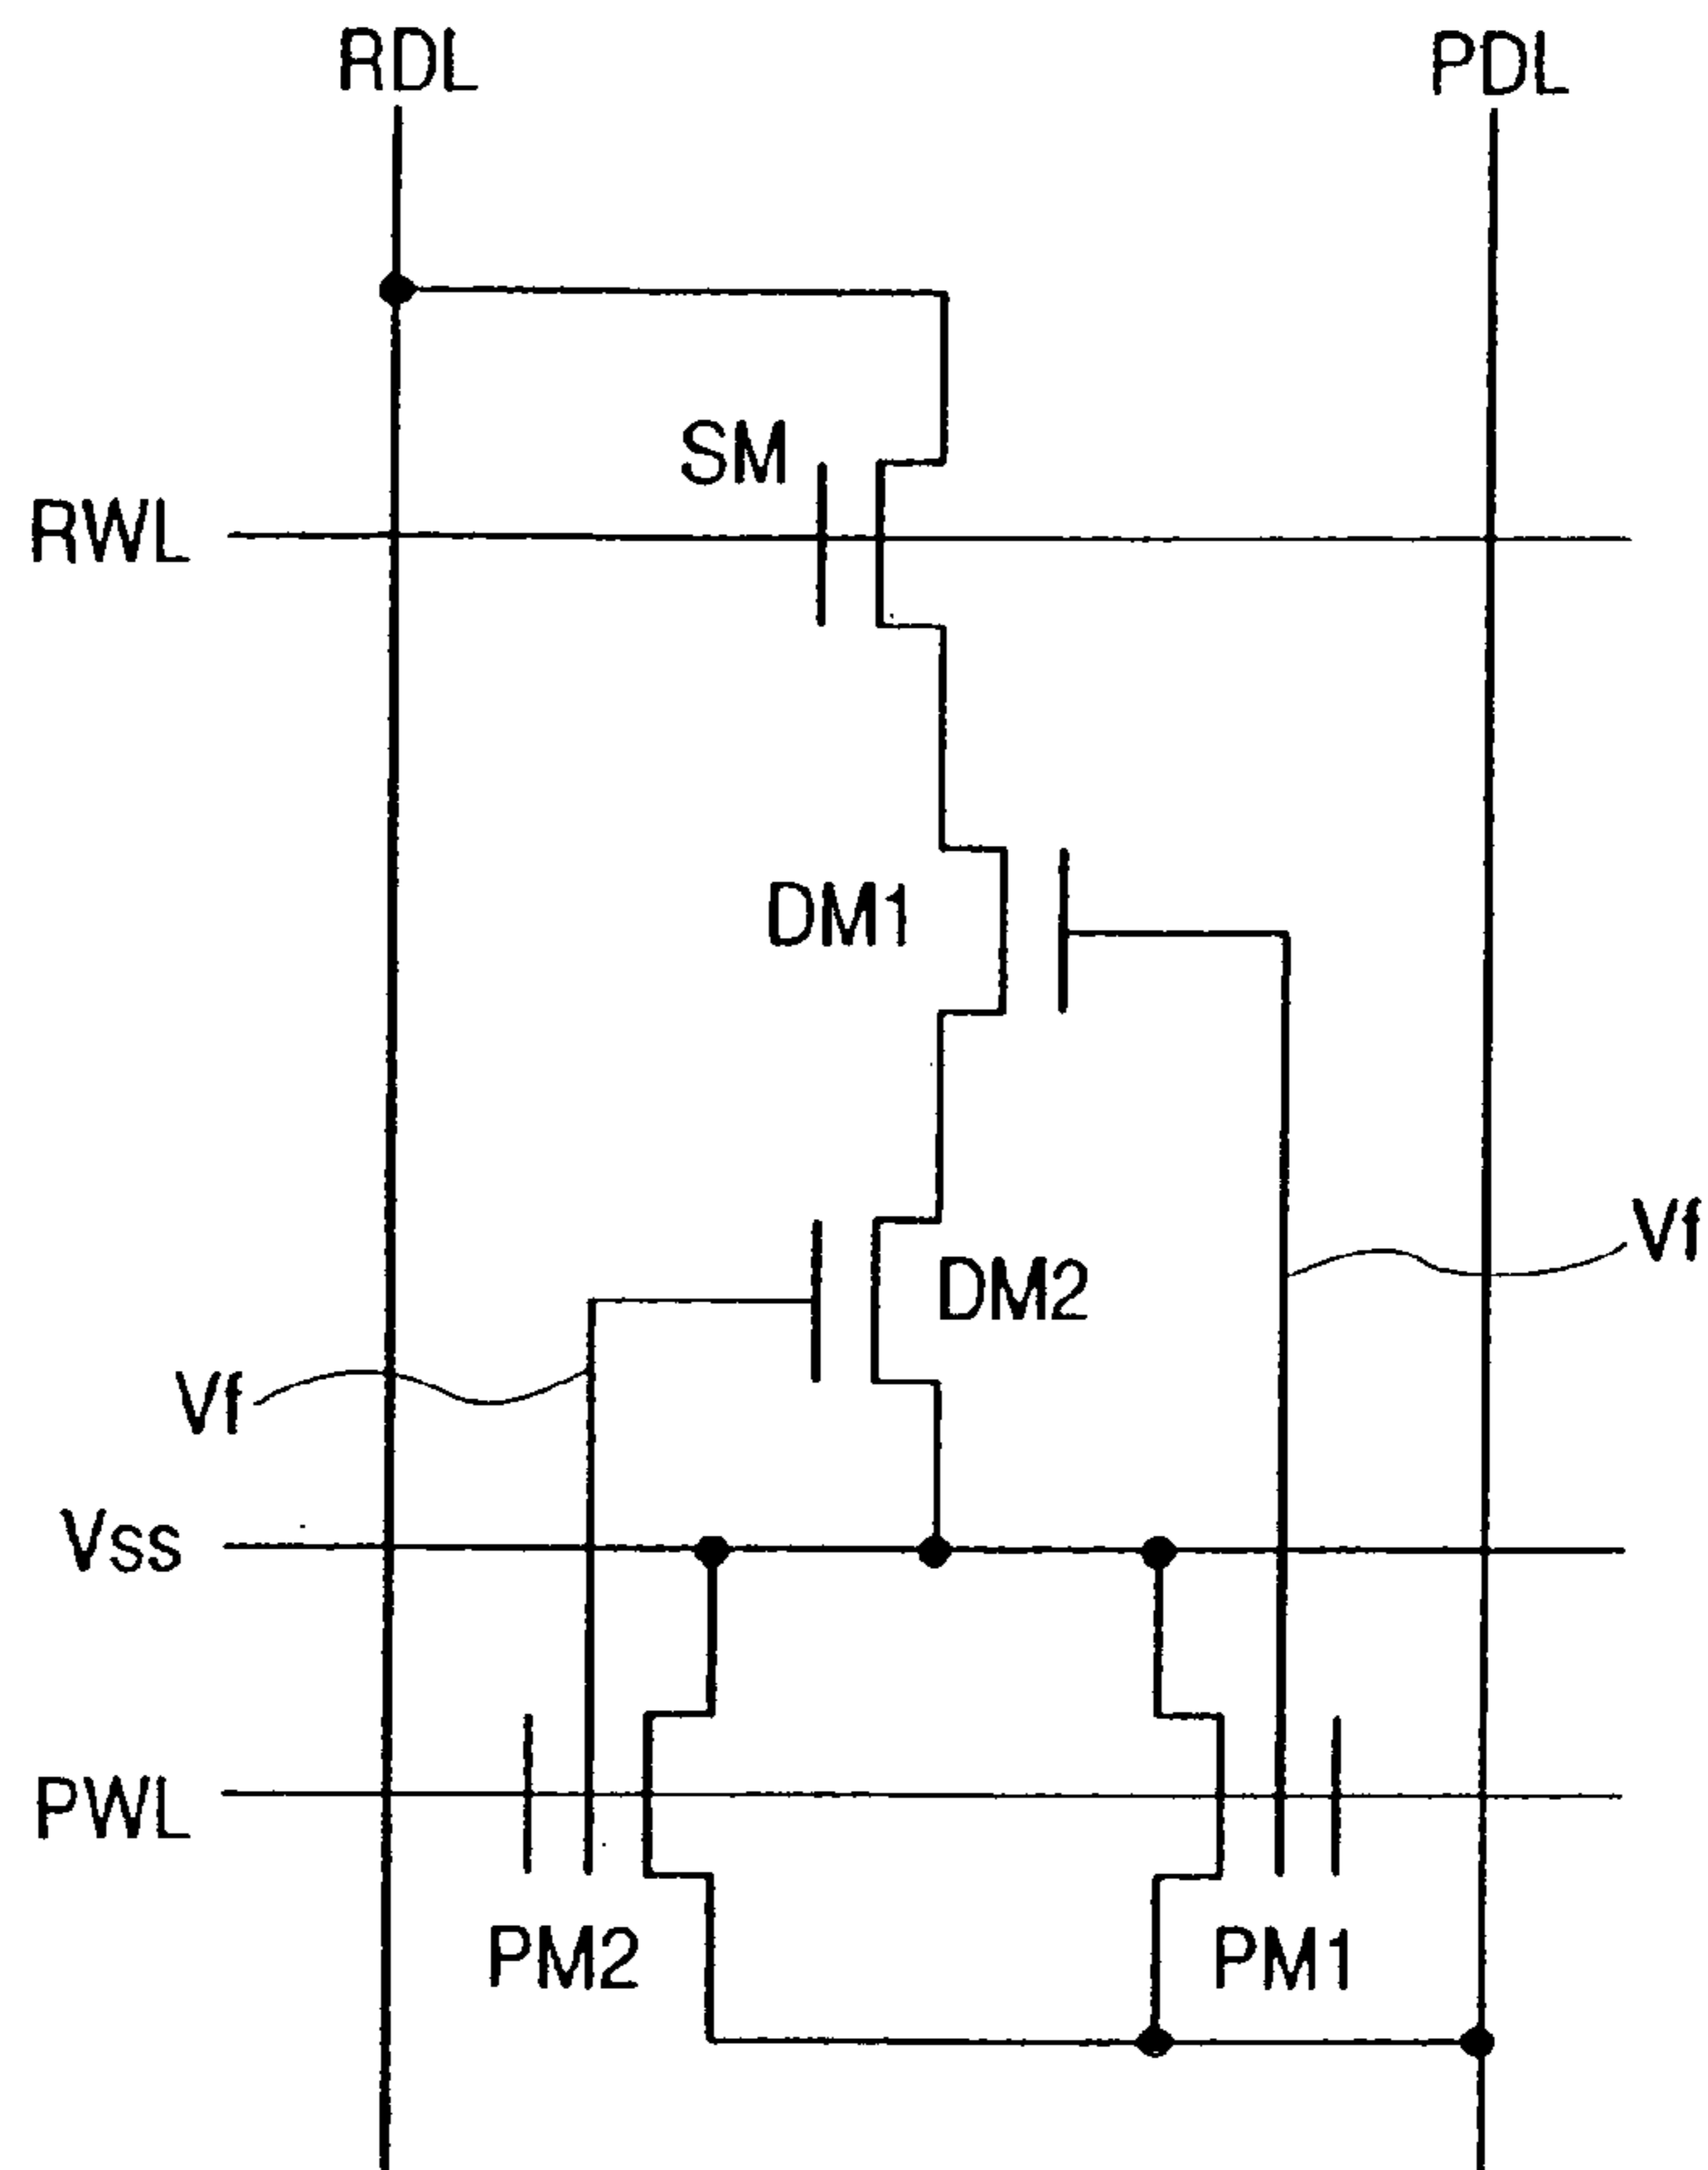 RDL
PDL
SM
RWL
DM1
Vf
DM2
Vf
Vss
PWL
PM2
PM1